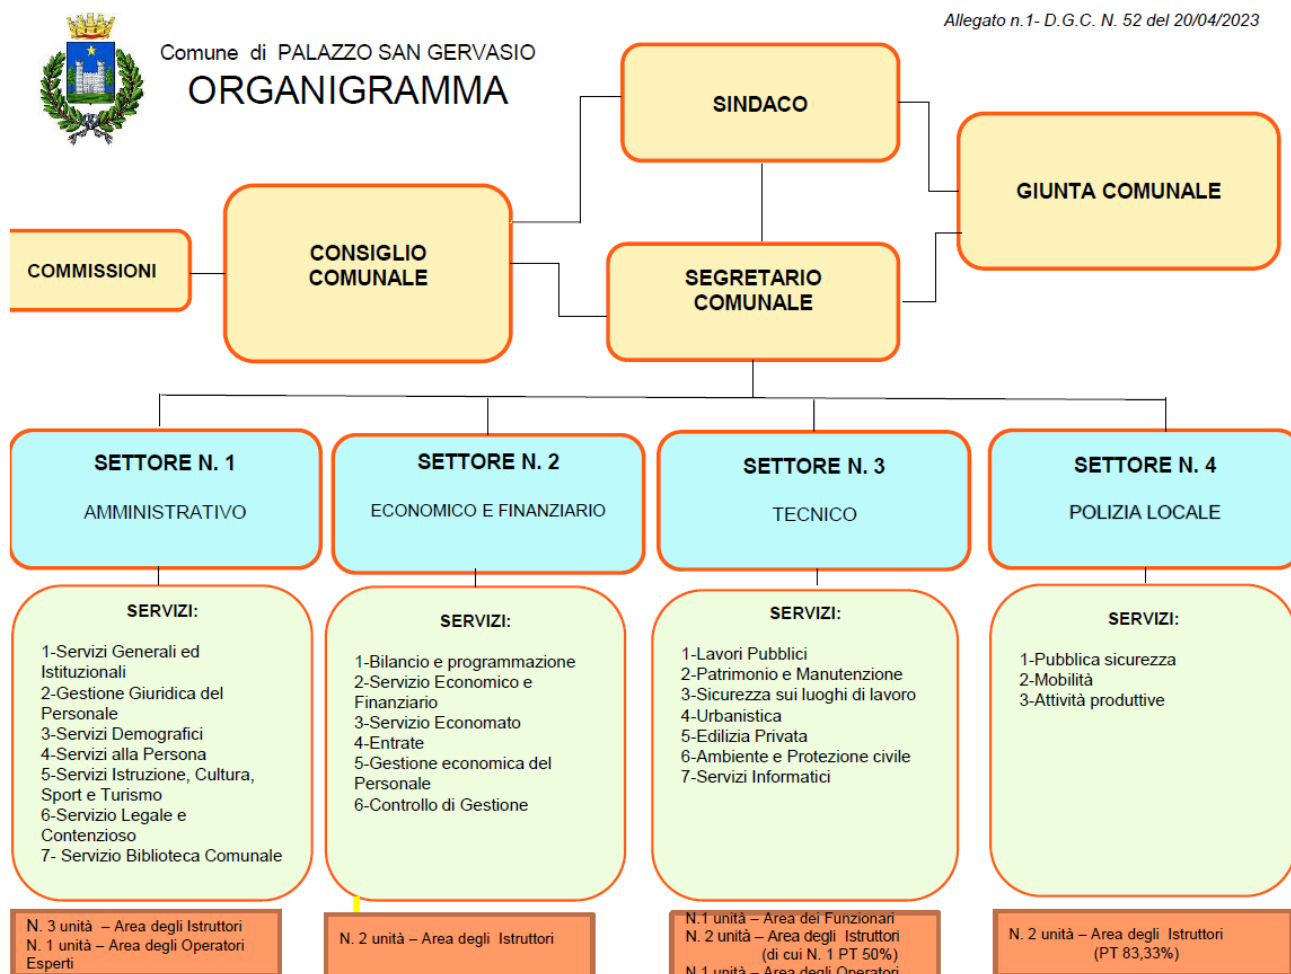 Allegato n.1- D.G.C. N. 52 del 20/04/2023
Comune di PALAZZO SAN GERVASIO
ORGANIGRAMMA
SINDACO
GIUNTA COMUNALE
CONSIGLIO
COMUNALE
COMMISSIONI
SEGRETARIO
COMUNALE
SETTORE N. 1
AMMINISTRATIVO
SETTORE N. 2
ECONOMICO E FINANZIARIO
SETTORE N. 3
TECNICO
SETTORE N. 4
POLIZIA LOCALE
SERVIZI:
1-Servizi Generali ed
Istituzionali
2-Gestione Giuridica del
Personale
3-Servizi Demografici
4-Servizi alla Persona
5-Servizi Istruzione, Cultura,
Sport e Turismo
6-Servizio Legale e
Contenzioso
7- Servizio Biblioteca Comunale
SERVIZI:
1-Bilancio e programmazione
2-Servizio Economico e
Finanziario
3-Servizio Economato
4-Entrate
5-Gestione economica del
Personale
6-Controllo di Gestione
SERVIZI:
1-Lavori Pubblici
2-Patrimonio e Manutenzione
3-Sicurezza sui luoghi di lavoro
4-Urbanistica
5-Edilizia Privata
6-Ambiente e Protezione civile
7-Servizi Informatici
SERVIZI:
1-Pubblica sicurezza
2-Mobilità
3-Attività produttive
N. 3 unità – Area degli Istruttori
N. 1 unità – Area degli Operatori
Esperti
N. 2 unità – Area degli Istruttori
N.1 unità – Area dei Funzionari
N. 2 unità – Area degli Istruttori
(di cui N. 1 PT 50%)
N.1 unità – Area degli Operatori
N. 2 unità – Area degli Istruttori
(PT 83,33%)